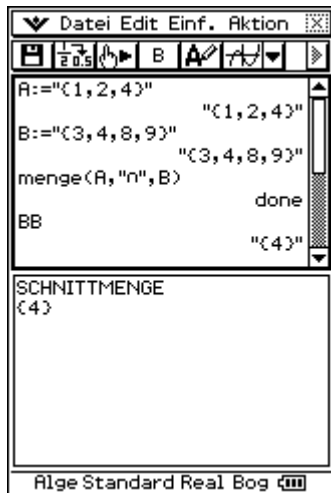 Datei Edit Einf. Aktion
B
A:="{1,2,4}"
"{1,2,4}"
B:="{3,4,8,9}"
"{3,4,8,9}"
menge(A,"∩",B)
done
BB
"{4}"
SCHNITTMENGE
{4}
Alge Standard Real Bog